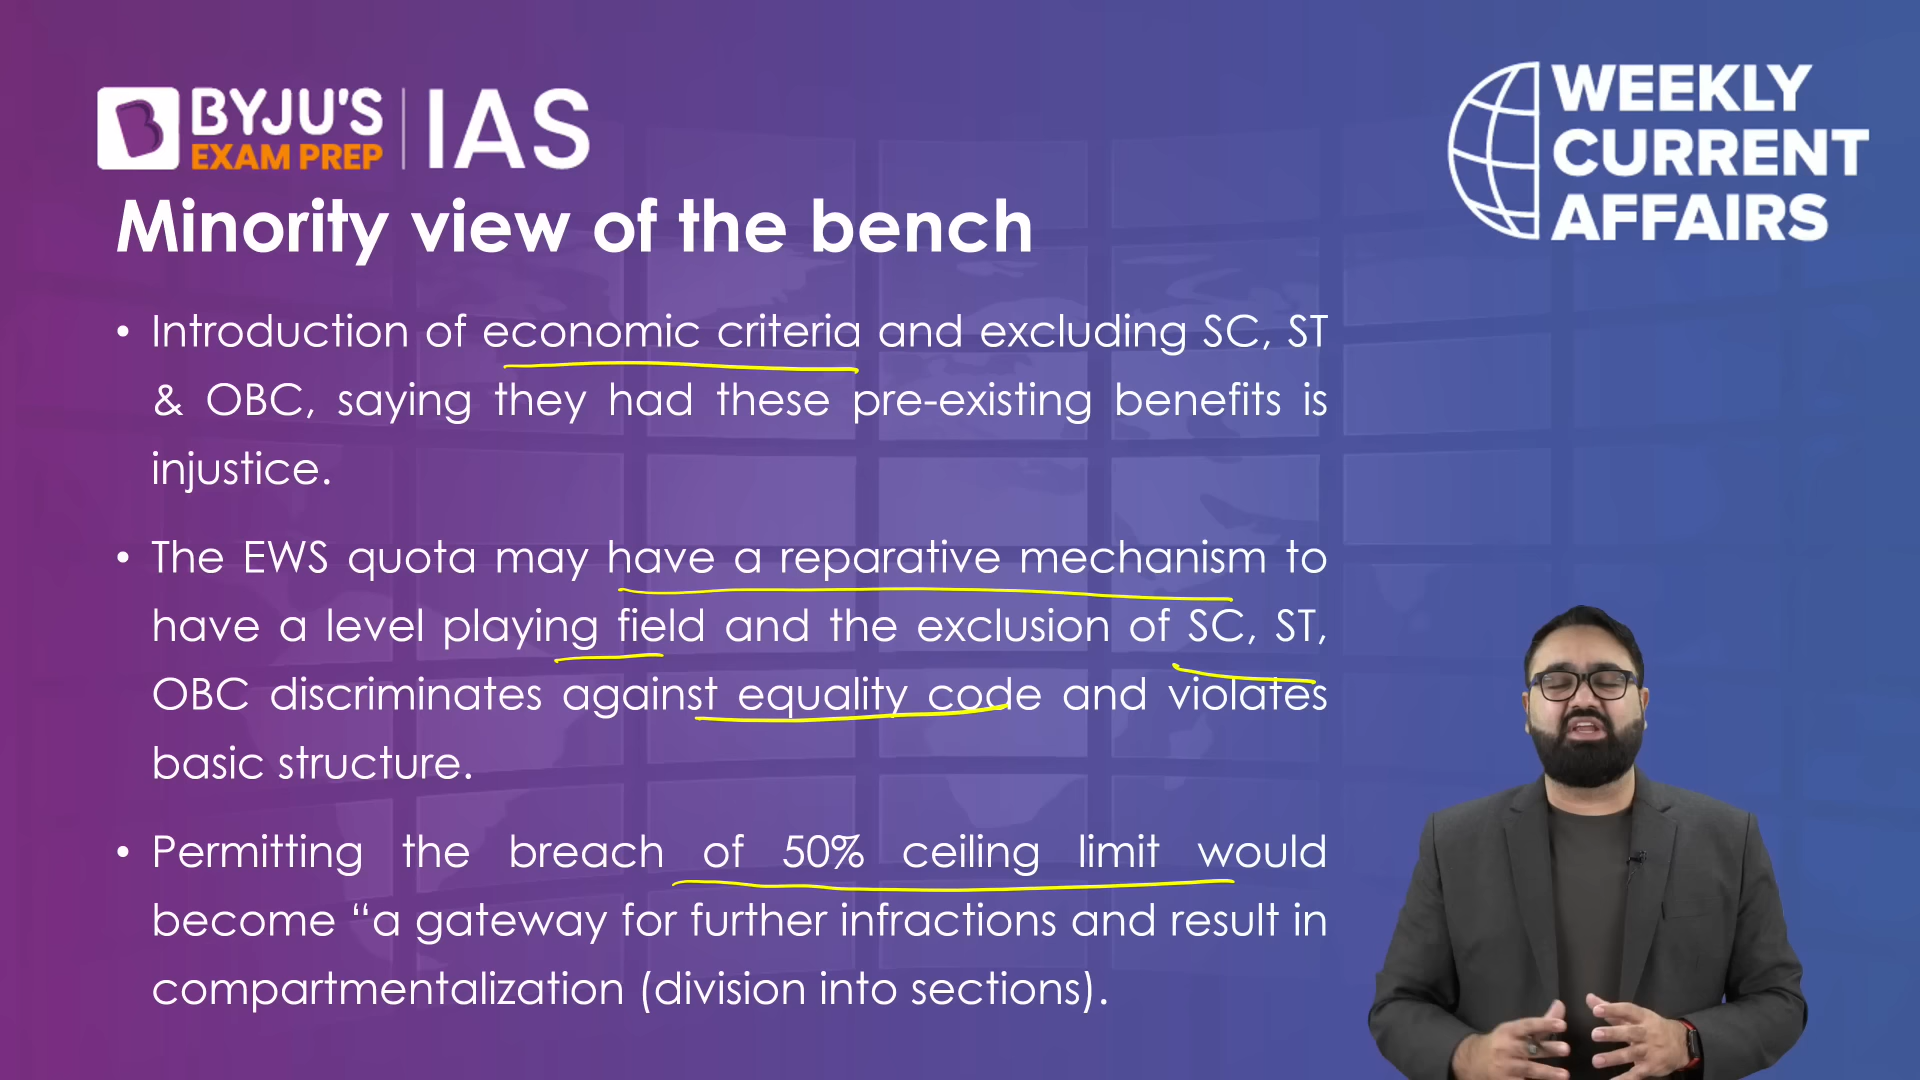 BYJU'S
EXAM PREP
IAS
WEEKLY
CURRENT
AFFAIRS
Minority view of the bench
• Introduction of economic criteria and excluding SC, ST
& OBC, saying they had these pre-existing benefits is
injustice.
• The EWS quota may have a reparative mechanism to
have a level playing field and the exclusion of SC, ST,
OBC discriminates against equality code and violates
basic structure.
• Permitting the breach of 50% ceiling limit would
become “a gateway for further infractions and result in
compartmentalization (division into sections).